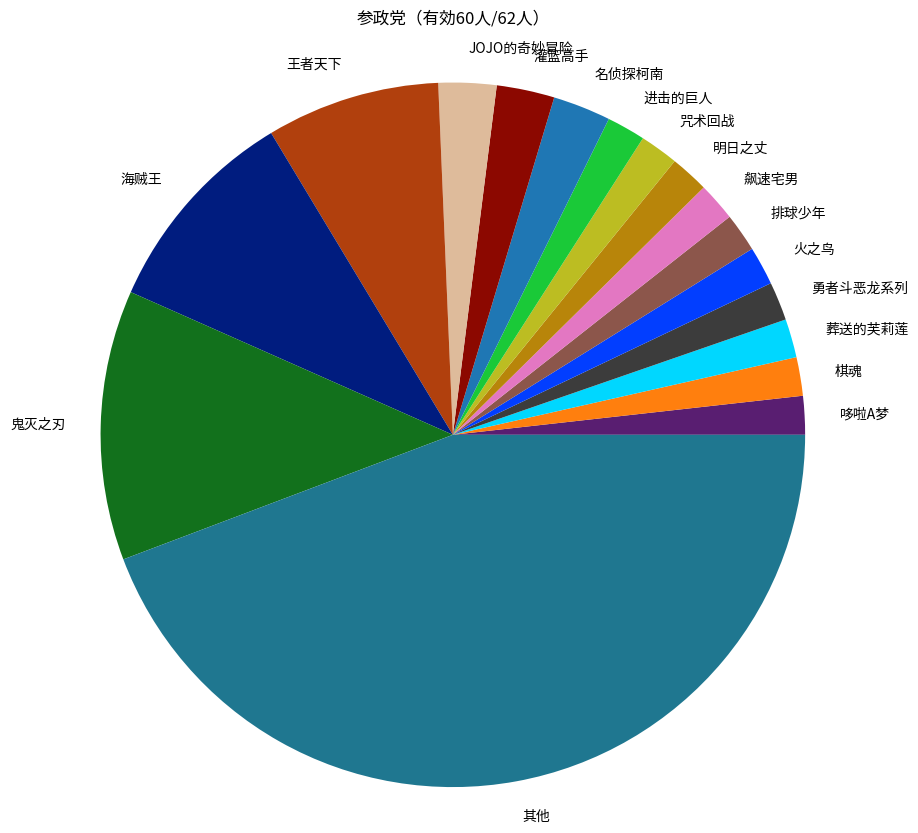 参政党（有効60人/62人）
JOJO的奇妙冒险
灌篮高手
王者天下
名侦探柯南
进击的巨人
咒术回战
明日之丈
海贼王
飙速宅男
排球少年
火之鸟
勇者斗恶龙系列
葬送的芙莉莲
棋魂
哆啦A梦
鬼灭之刃
其他